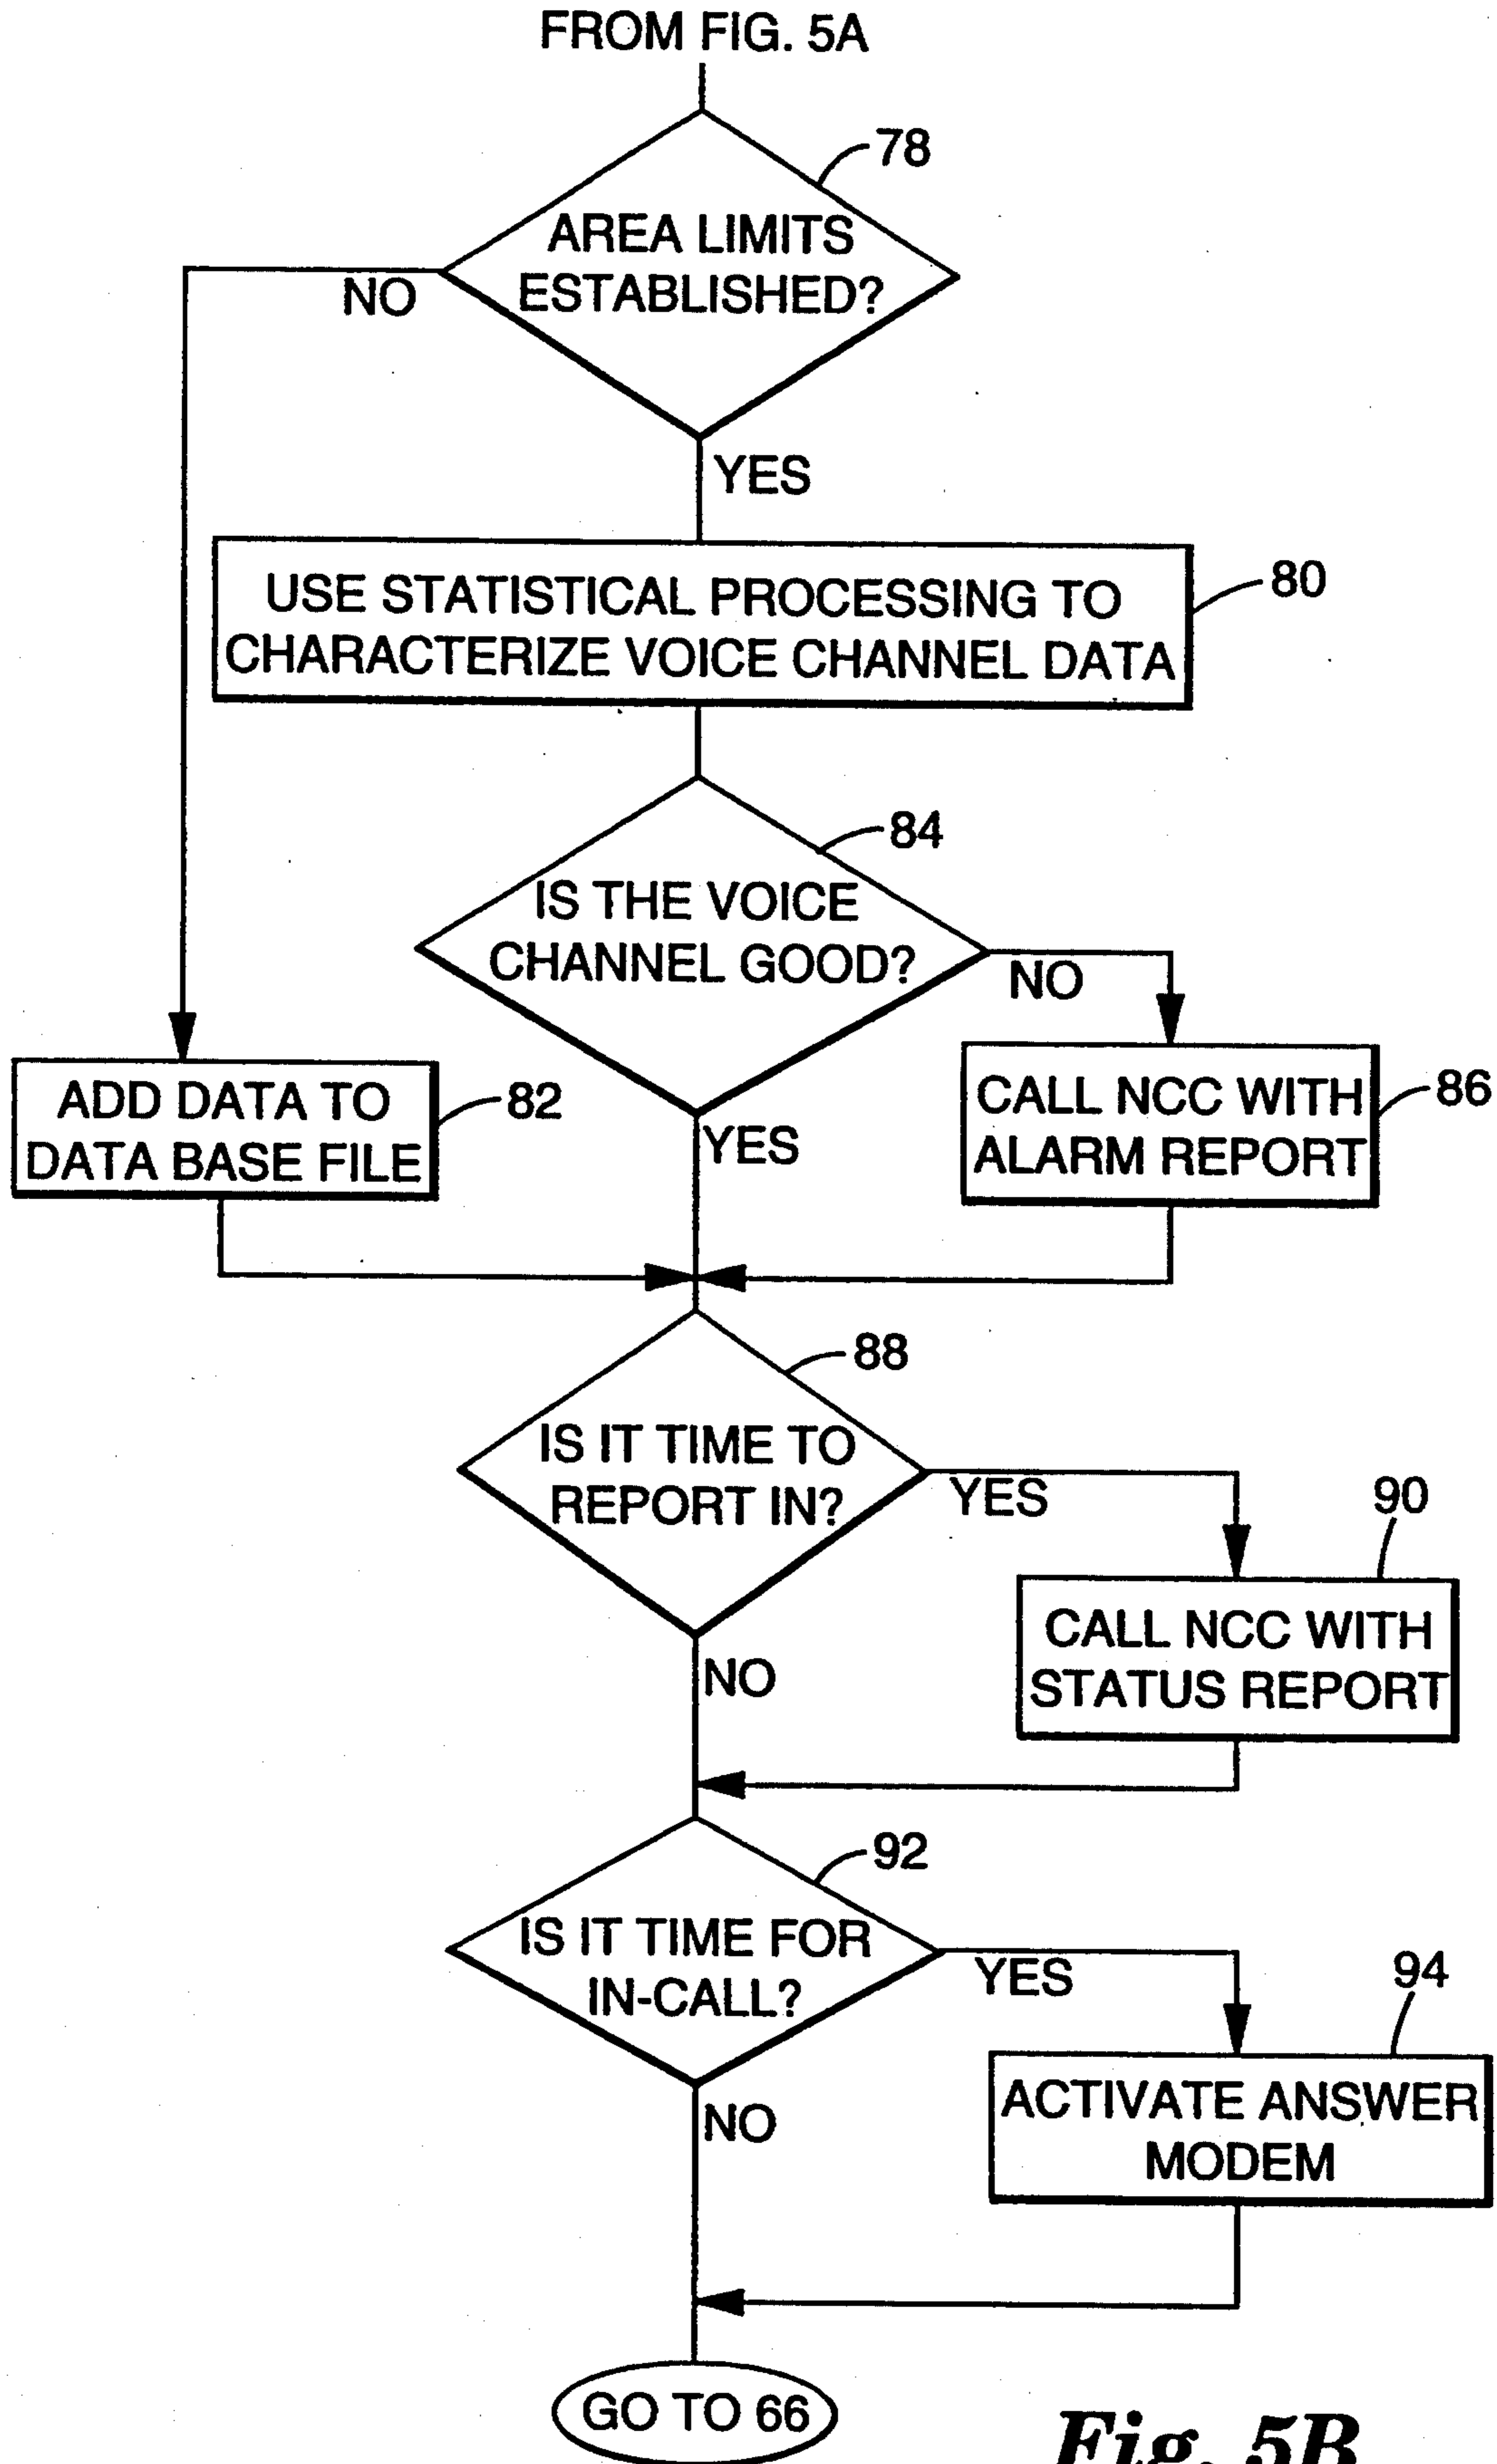 FROM FIG. 5A
78
AREA LIMITS
ESTABLISHED?
NO
YES
USE STATISTICAL PROCESSING TO
CHARACTERIZE VOICE CHANNEL DATA
80
84
IS THE VOICE
CHANNEL GOOD?
NO
ADD DATA TO
DATA BASE FILE
82
YES
CALL NCC WITH
ALARM REPORT
86
88
IS IT TIME TO
REPORT IN?
YES
90
CALL NCC WITH
STATUS REPORT
NO
92
IS IT TIME FOR
IN-CALL?
YES
94
ACTIVATE ANSWER
MODEM
NO
GO TO 66
Fig. 5B